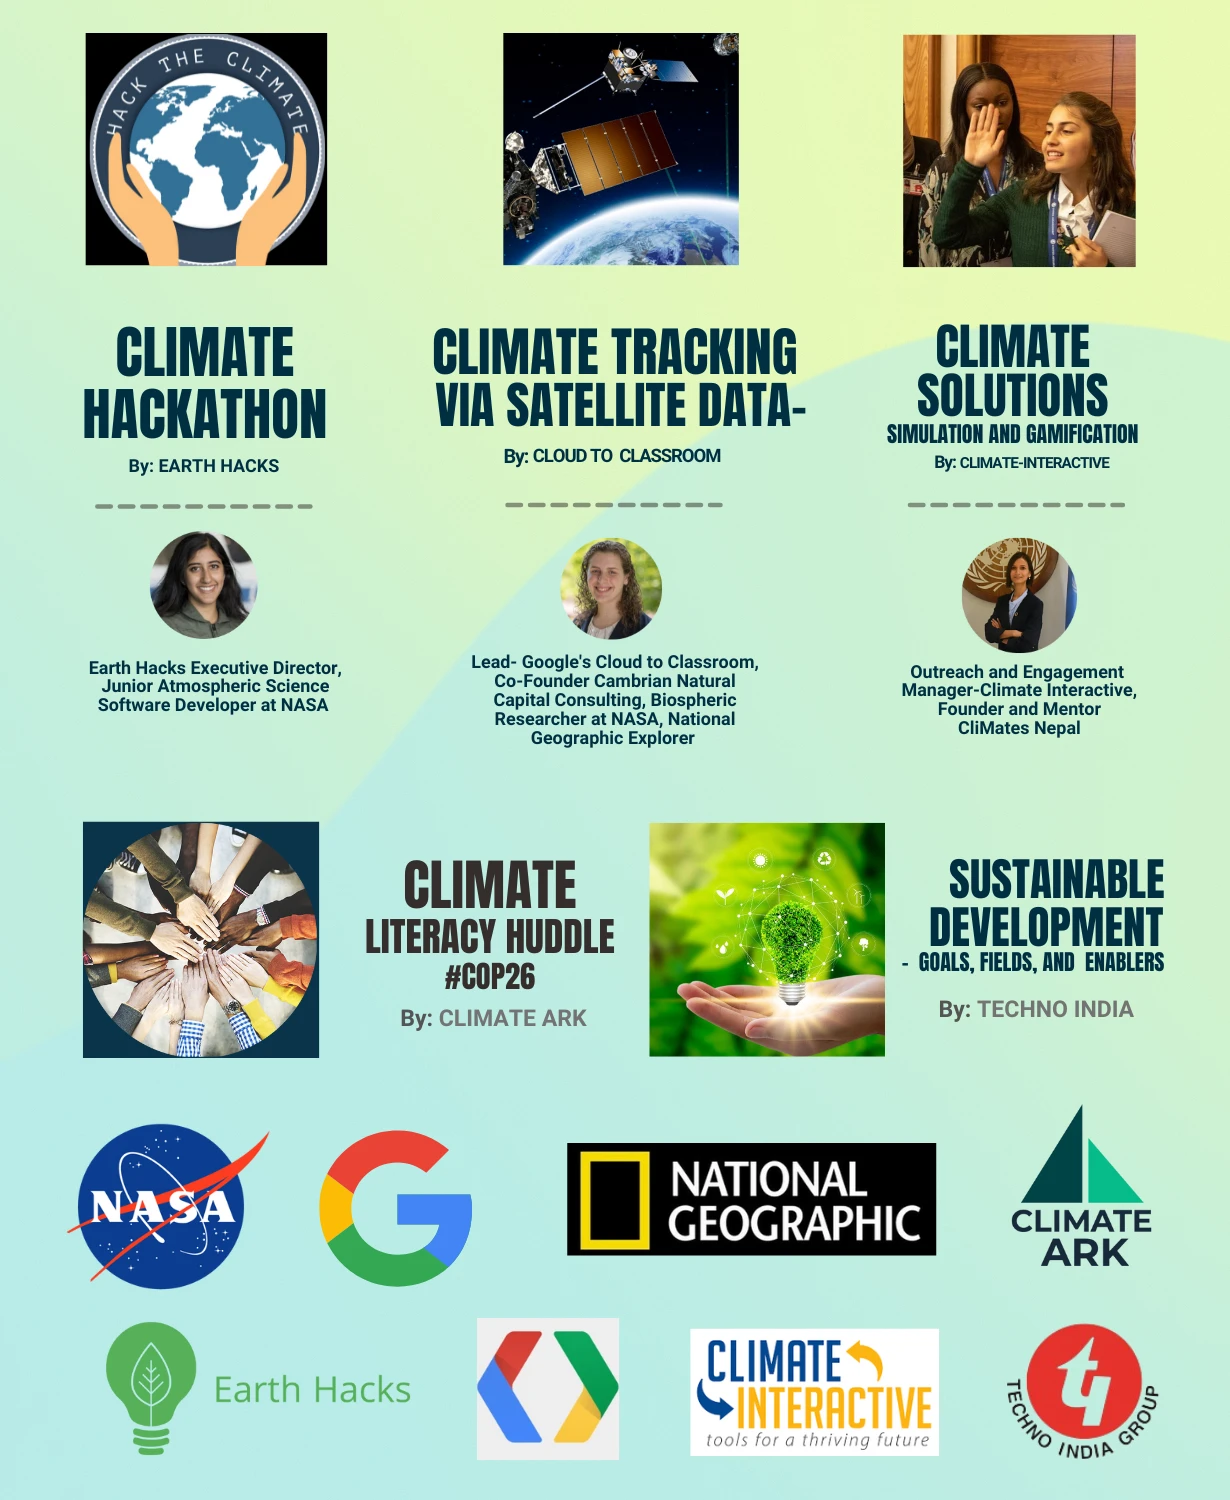 HACK THE CLIMATE
CLIMATE
HACKATHON
By: EARTH HACKS
Earth Hacks Executive Director,
Junior Atmospheric Science
Software Developer at NASA
CLIMATE TRACKING
VIA SATELLITE DATA-
By: CLOUD TO CLASSROOM
Lead- Google's Cloud to Classroom,
Co-Founder Cambrian Natural
Capital Consulting, Biospheric
Researcher at NASA, National
Geographic Explorer
CLIMATE
SOLUTIONS
SIMULATION AND GAMIFICATION
By: CLIMATE-INTERACTIVE
Outreach and Engagement
Manager-Climate Interactive,
Founder and Mentor
CliMates Nepal
CLIMATE
LITERACY HUDDLE
#COP26
By: CLIMATE ARK
SUSTAINABLE
DEVELOPMENT
- GOALS, FIELDS, AND ENABLERS
By: TECHNO INDIA
NASA
G
NATIONAL
GEOGRAPHIC
CLIMATE
ARK
Earth Hacks
CLIMATE
INTERACTIVE
tools for a thriving future
TECHNO INDIA GROUP